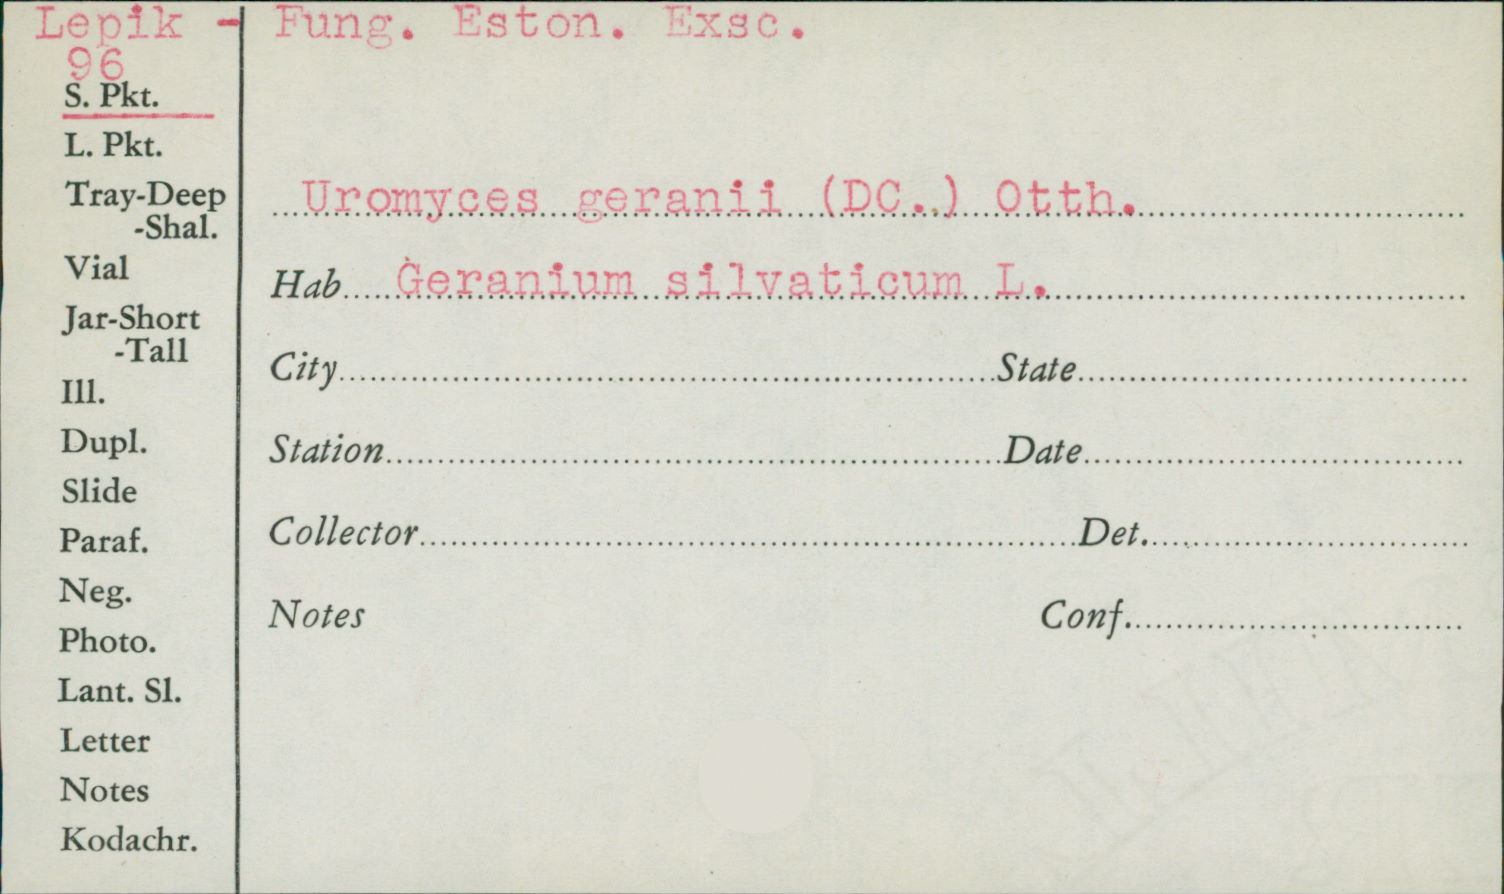 Lepik - Fung. Eston. Exsc.
96
S. Pkt.
L. Pkt.
Tray-Deep
-Shal.
Vial
Jar-Short
-Tall
Ill.
Dupl.
Slide
Paraf.
Neg.
Photo.
Lant. Sl.
Letter
Notes
Kodachr.
Uromyces geranii (DC.) Otth.
Hab Geranium silvaticum L.
City State
Station Date
Collector Det.
Notes Conf.